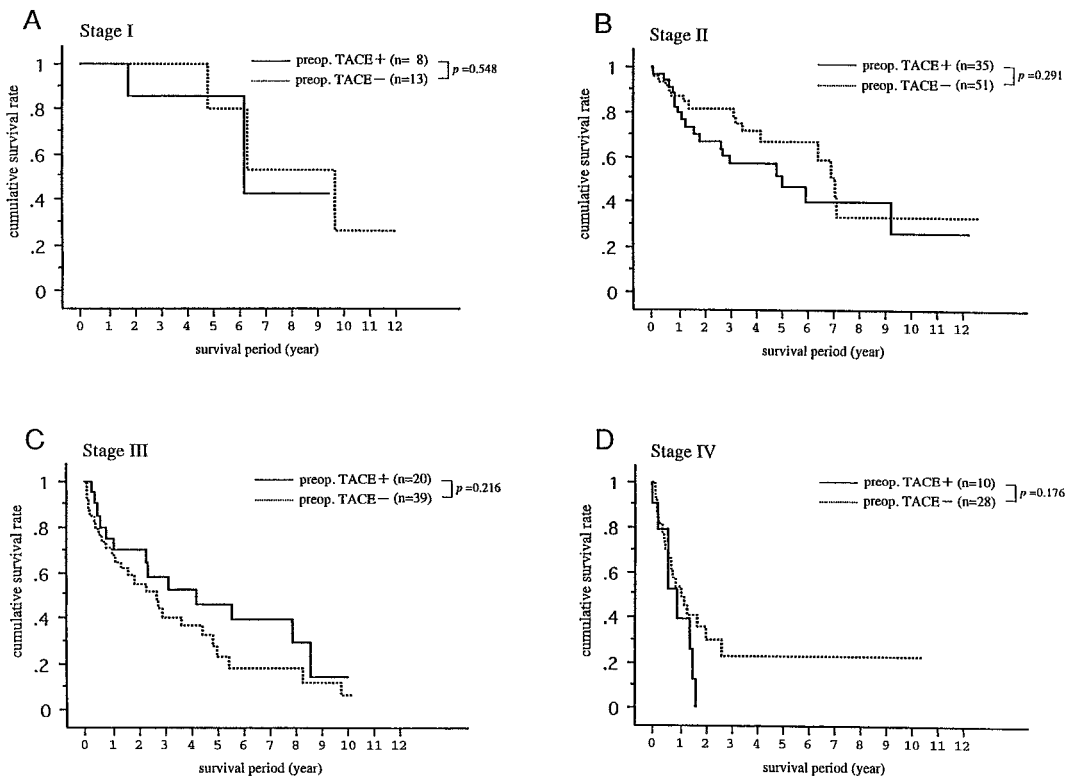 A
Stage I
preop. TACE+ (n= 8)
preop. TACE− (n=13)
p=0.548
cumulative survival rate
1
.8
.6
.4
.2
0
0 1 2 3 4 5 6 7 8 9 10 11 12
survival period (year)
B
Stage II
preop. TACE+ (n=35)
preop. TACE− (n=51)
p=0.291
cumulative survival rate
1
.8
.6
.4
.2
0
0 1 2 3 4 5 6 7 8 9 10 11 12
survival period (year)
C
Stage III
preop. TACE+ (n=20)
preop. TACE− (n=39)
p=0.216
cumulative survival rate
1
.8
.6
.4
.2
0
0 1 2 3 4 5 6 7 8 9 10 11 12
survival period (year)
D
Stage IV
preop. TACE+ (n=10)
preop. TACE− (n=28)
p=0.176
cumulative survival rate
1
.8
.6
.4
.2
0
0 1 2 3 4 5 6 7 8 9 10 11 12
survival period (year)